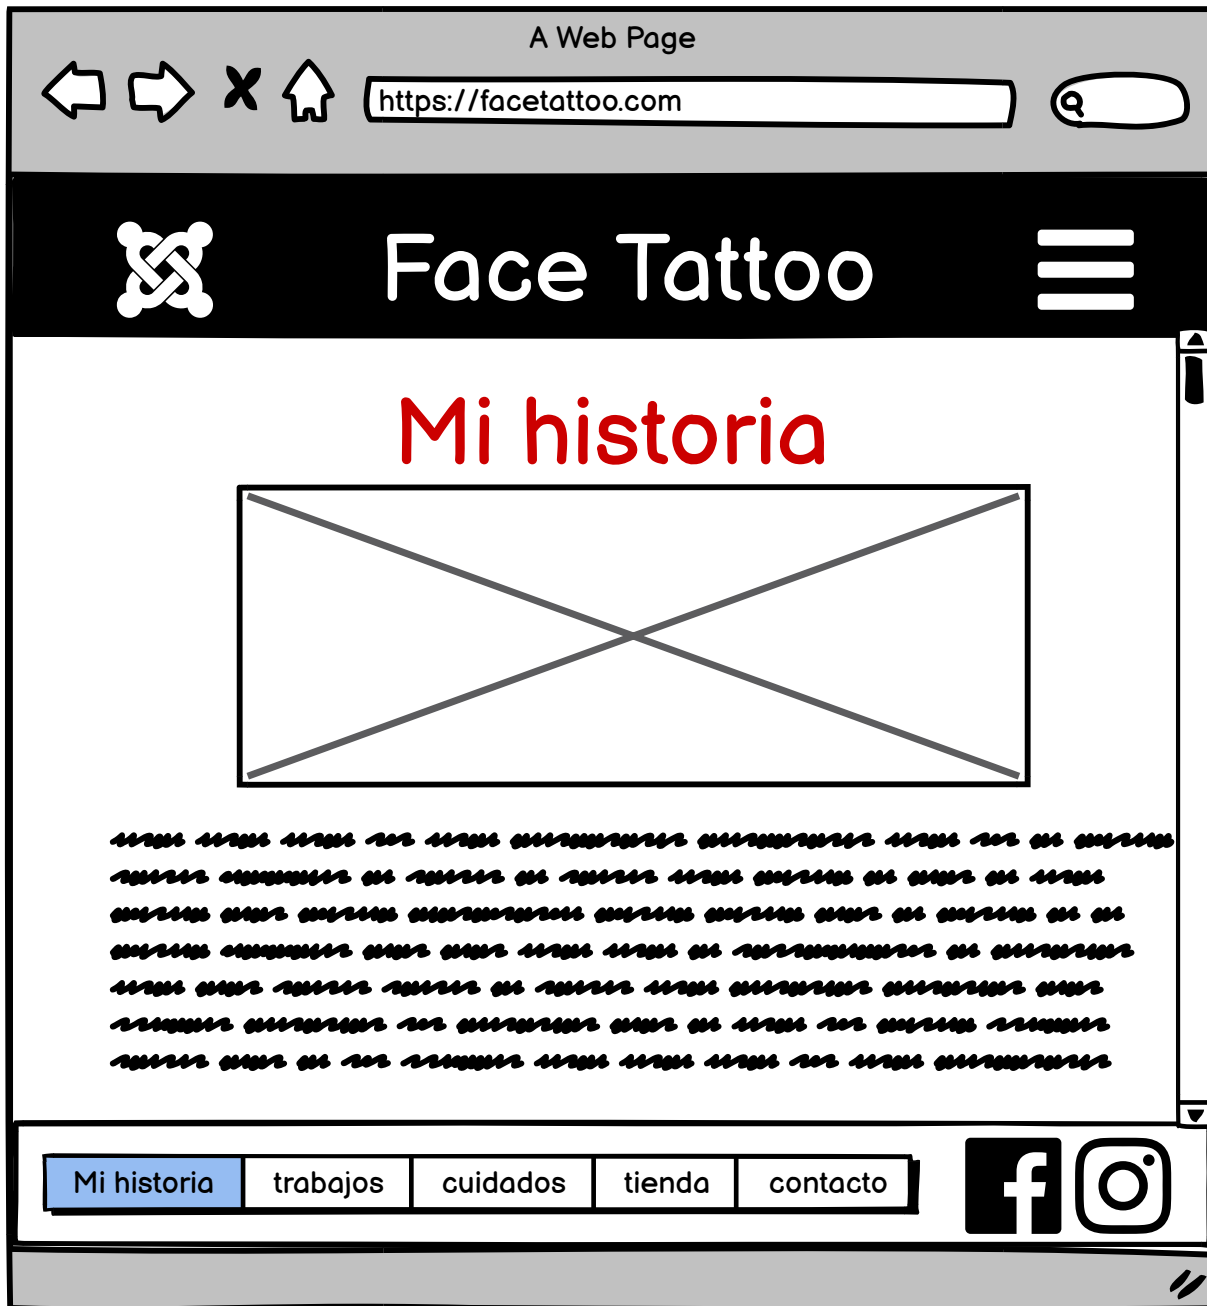 A Web Page
https://facetattoo.com
Face Tattoo
Mi historia
Mi historia trabajos cuidados tienda contacto